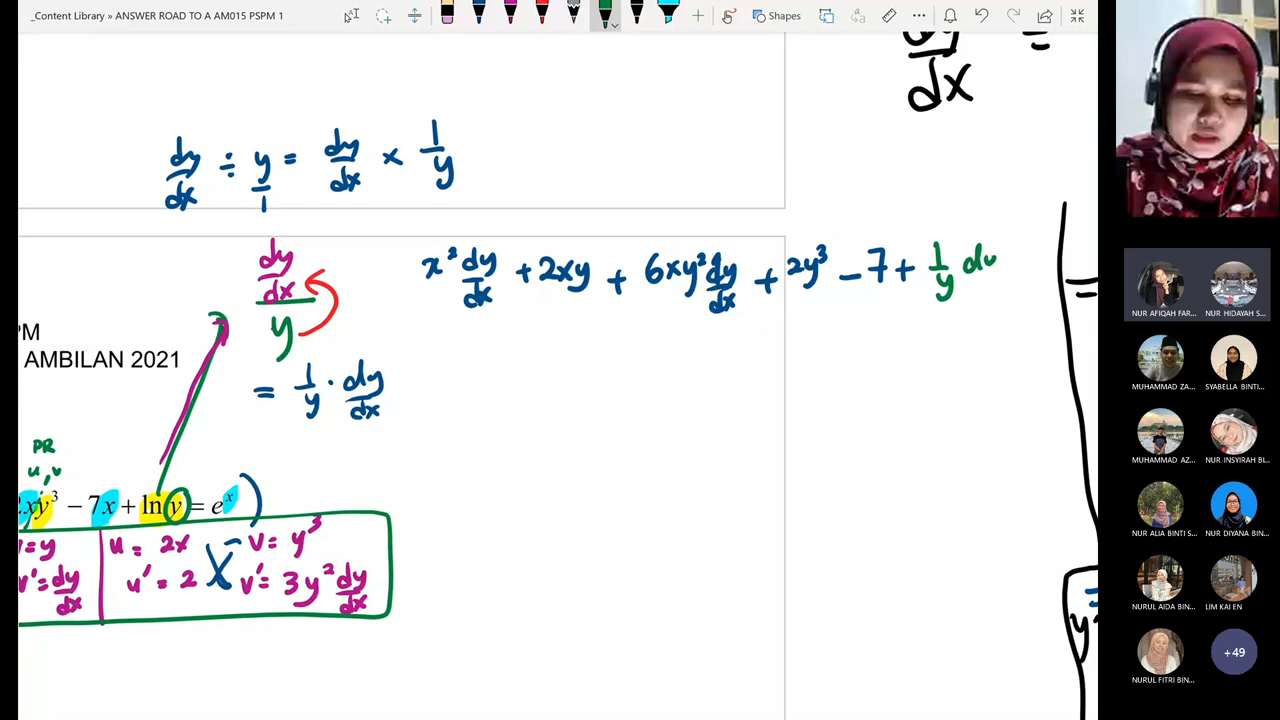 _Content Library » ANSWER ROAD TO A AM015 PSPM 1
Shapes
dy/dx =
dy/dx ÷ y/1 = dy/dx × 1/y
dy/dx / y
x² dy/dx + 2xy + 6xy² dy/dx + 2y³ − 7 + 1/y du
= 1/y · dy/dx
PM
AMBILAN 2021
PR
u, v
2xy³ − 7x + ln y = eˣ )
v = y
v' = dy/dx
u = 2x
v = y³
u' = 2
v' = 3y² dy/dx
NUR AFIQAH FAR...
NUR HIDAYAH S...
MUHAMMAD ZA...
SYABELLA BINTI...
MUHAMMAD AZ...
NUR INSYIRAH BI...
NUR ALIA BINTI S...
NUR DIYANA BIN...
NURUL AIDA BIN...
LIM KAI EN
NURUL FITRI BIN...
+49